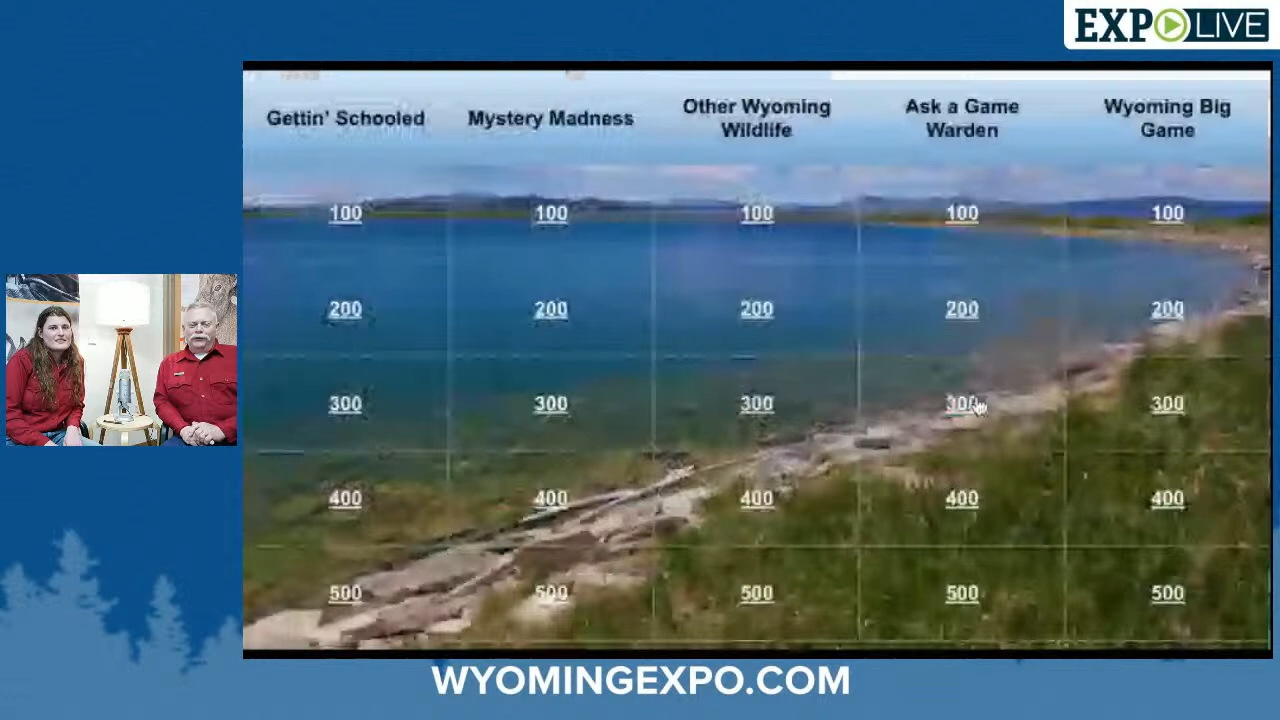 EXPO LIVE
Gettin' Schooled
Mystery Madness
Other Wyoming
Wildlife
Ask a Game
Warden
Wyoming Big
Game
100 100 100 100 100
200 200 200 200 200
300 300 300 300 300
400 400 400 400 400
500 500 500 500 500
WYOMINGEXPO.COM